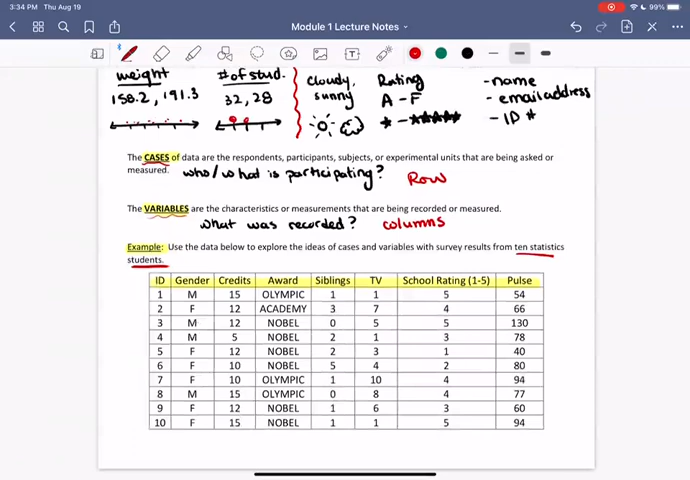 3:34 PM Thu Aug 19
99%
Module 1 Lecture Notes
weight # of stud. cloudy, Rating - name
158.2, 191.3 32, 28 sunny A - F - email address
- ID #
The CASES of data are the respondents, participants, subjects, or experimental units that are being asked or
measured. who/what is participating? Row
The VARIABLES are the characteristics or measurements that are being recorded or measured.
what was recorded? columns
Example: Use the data below to explore the ideas of cases and variables with survey results from ten statistics
students.
ID Gender Credits Award Siblings TV School Rating (1-5) Pulse
1 M 15 OLYMPIC 1 1 5 54
2 F 12 ACADEMY 3 7 4 66
3 M 12 NOBEL 0 5 5 130
4 M 5 NOBEL 2 1 3 78
5 F 12 NOBEL 2 3 1 40
6 F 10 NOBEL 5 4 2 80
7 F 10 OLYMPIC 1 10 4 94
8 M 15 OLYMPIC 0 8 4 77
9 F 12 NOBEL 1 6 3 60
10 F 15 NOBEL 1 1 5 94